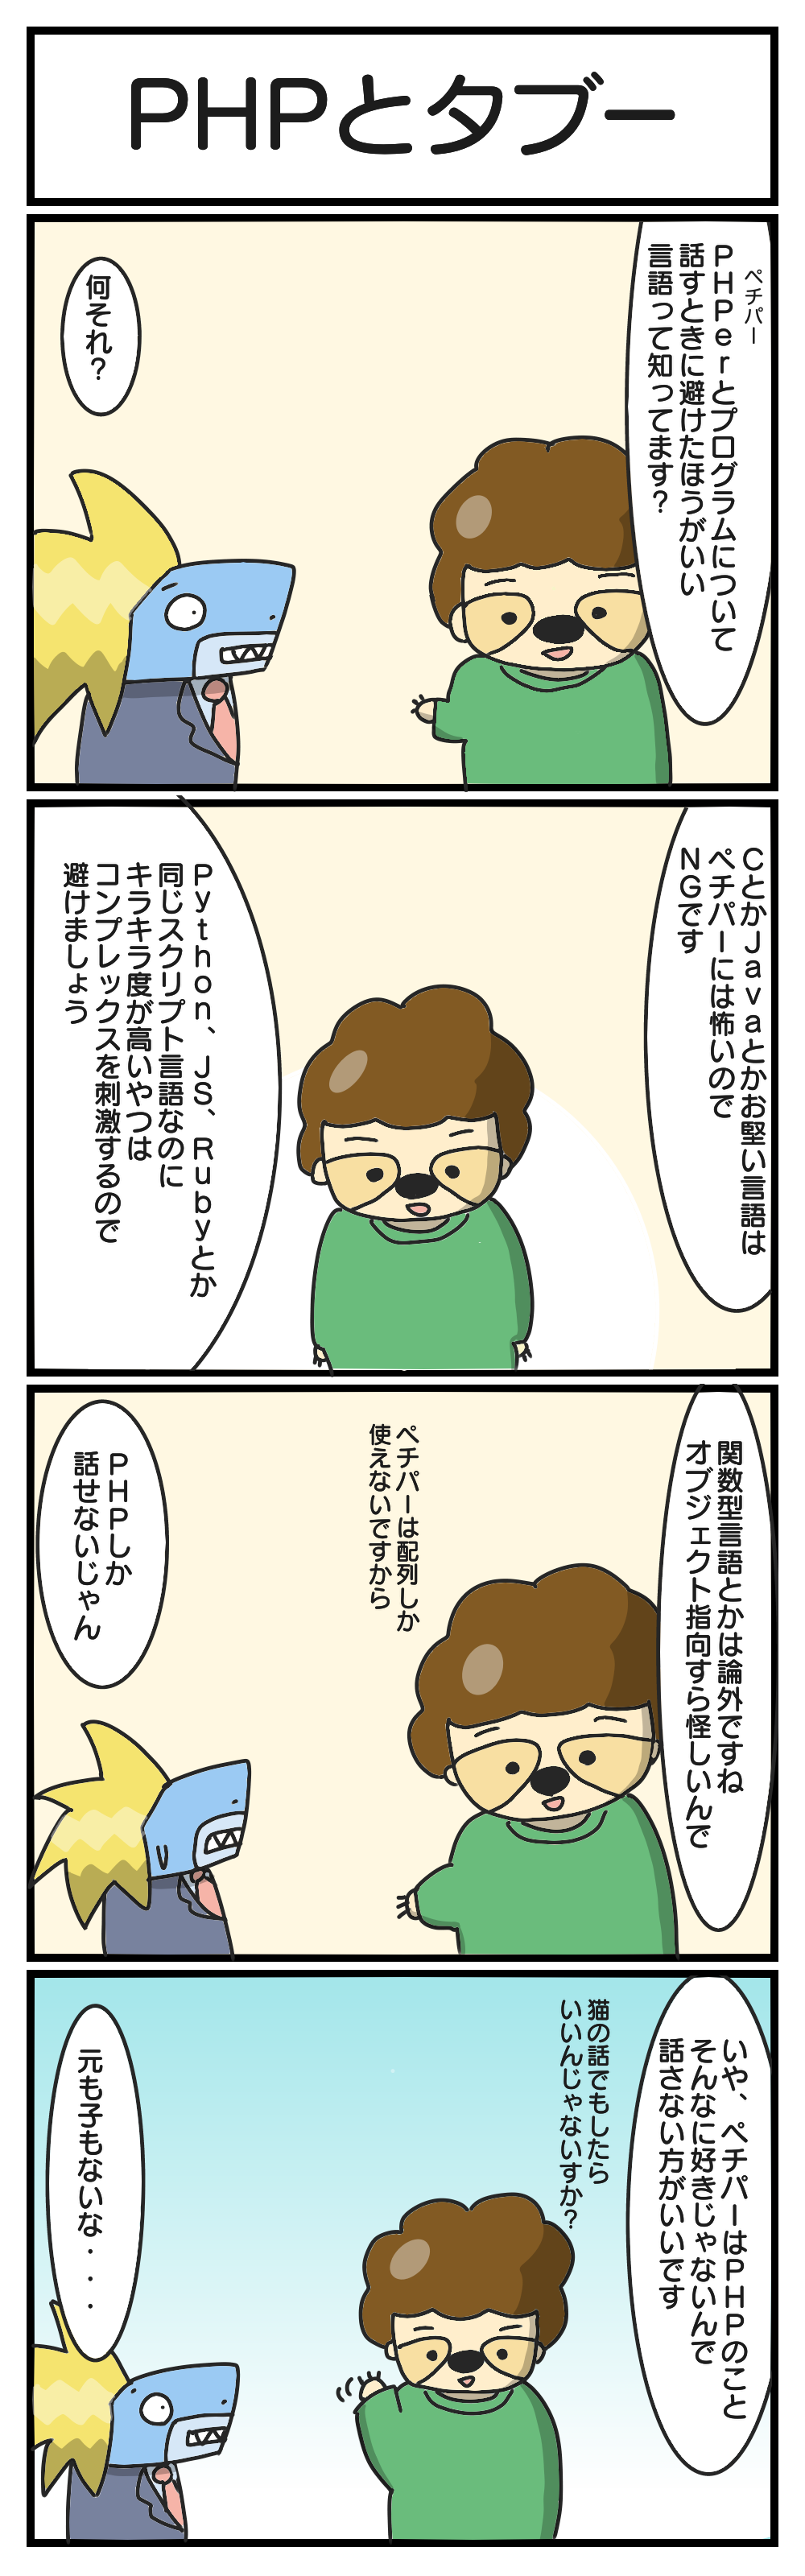 PHPとタブー
ペチパー
PHPerとプログラムについて
話すときに避けたほうがいい
言語って知ってます?
何それ?
CとかJavaとかお堅い言語は
ペチパーには怖いので
NGです
Python、JS、Rubyとか
同じスクリプト言語なのに
キラキラ度が高いやつは
コンプレックスを刺激するので
避けましょう
関数型言語とかは論外ですね
オブジェクト指向すら怪しいんで
ペチパーは配列しか
使えないですから
PHPしか
話せないじゃん
いや、ペチパーはPHPのこと
そんなに好きじゃないんで
話さない方がいいです
猫の話でもしたら
いいんじゃないすか?
元も子もないな・・・